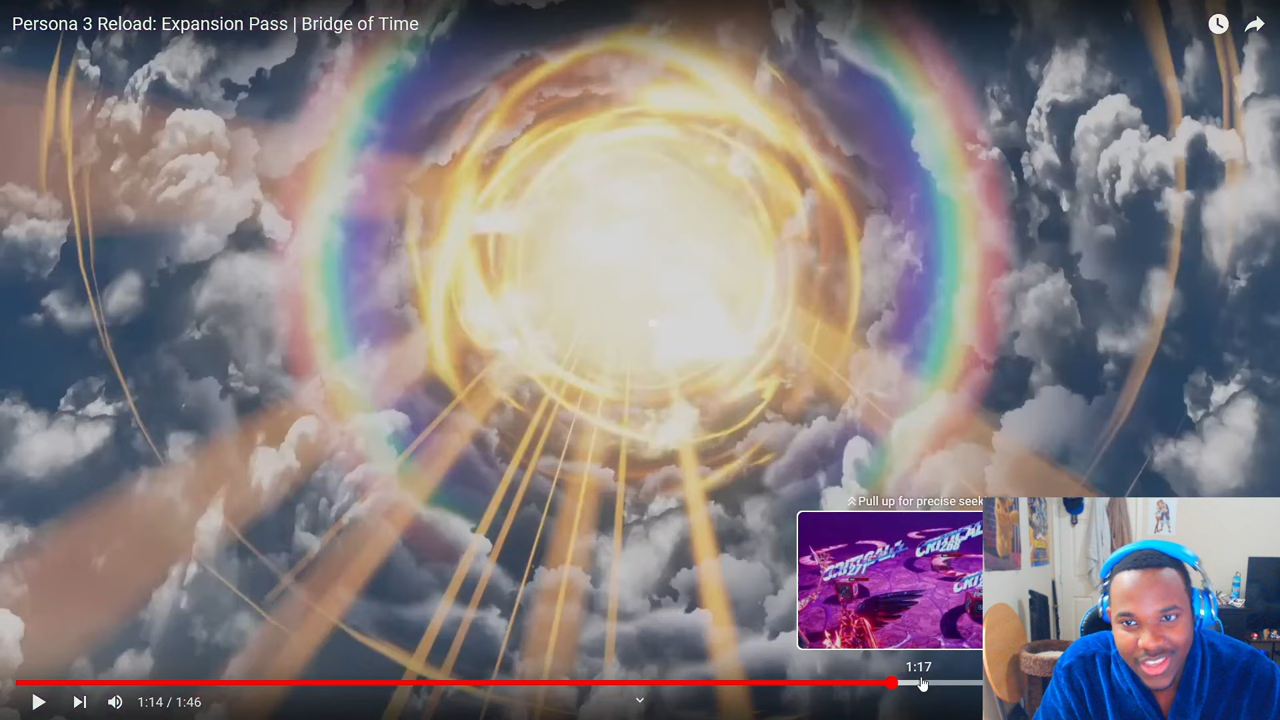 Persona 3 Reload: Expansion Pass | Bridge of Time
Pull up for precise seek
CRITICAL
1:17
1:14 / 1:46